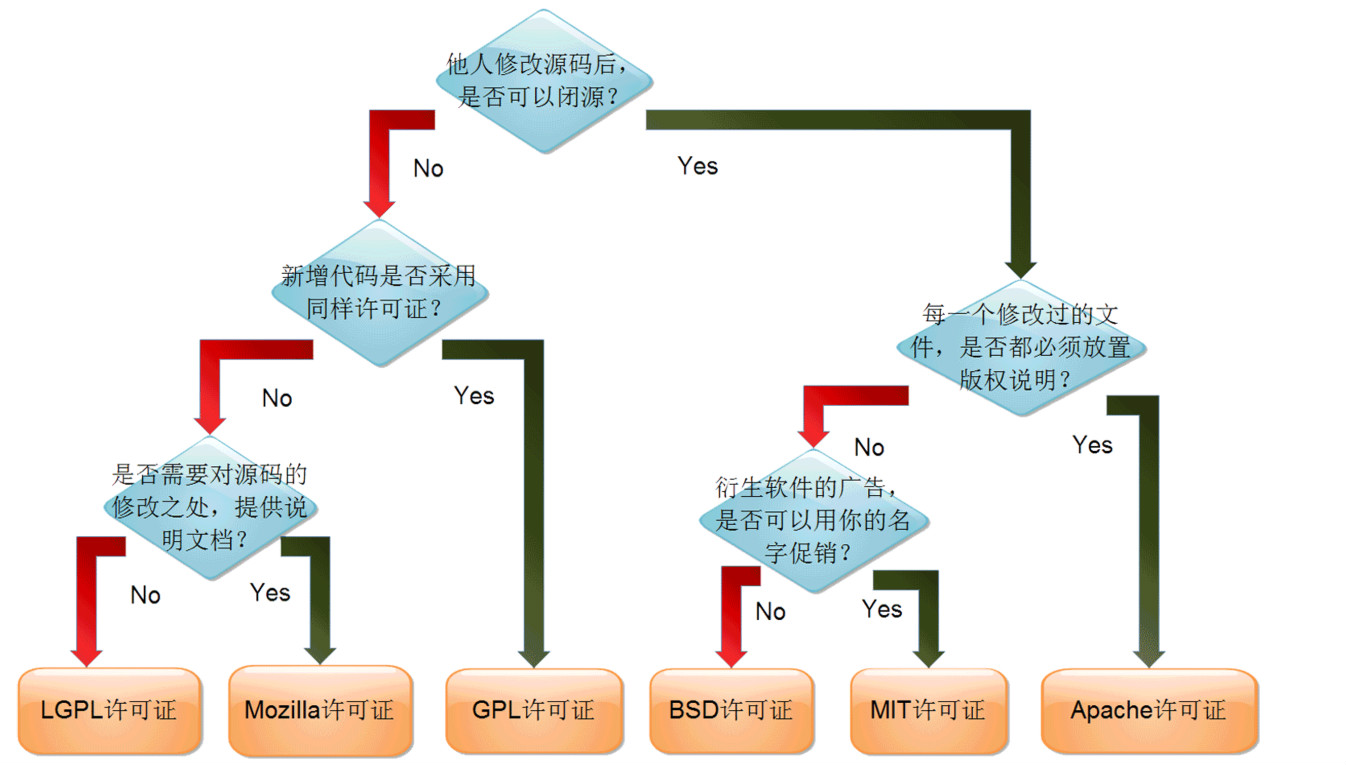 他人修改源码后，
是否可以闭源？
No
Yes
新增代码是否采用
同样许可证？
每一个修改过的文
件，是否都必须放置
版权说明？
No
Yes
No
Yes
是否需要对源码的
修改之处，提供说
明文档？
衍生软件的广告，
是否可以用你的名
字促销？
No
Yes
No
Yes
LGPL许可证
Mozilla许可证
GPL许可证
BSD许可证
MIT许可证
Apache许可证